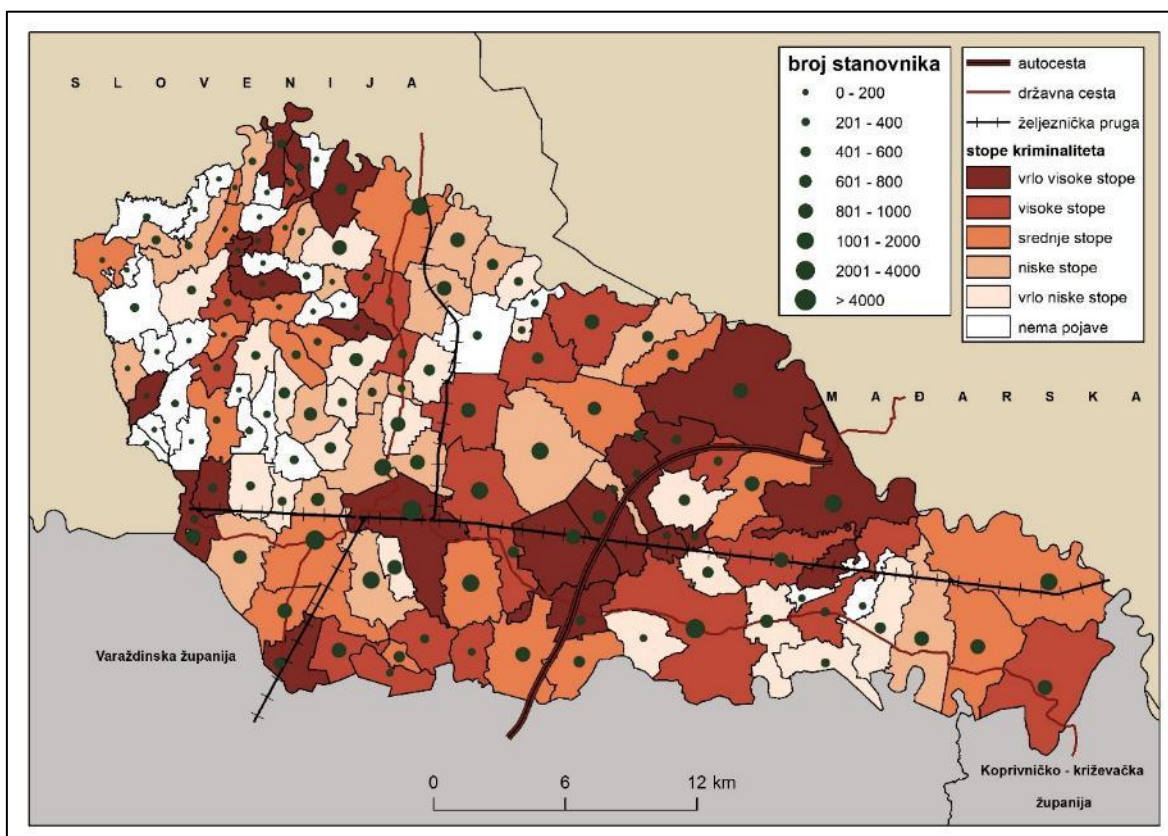 S L O V E N I J A
broj stanovnika
0 - 200
201 - 400
401 - 600
601 - 800
801 - 1000
1001 - 2000
2001 - 4000
> 4000
autocesta
državna cesta
željeznička pruga
stope kriminaliteta
vrlo visoke stope
visoke stope
srednje stope
niske stope
vrlo niske stope
nema pojave
M A Đ A R S K A
Varaždinska županija
Koprivničko - križevačka
županija
0 6 12 km